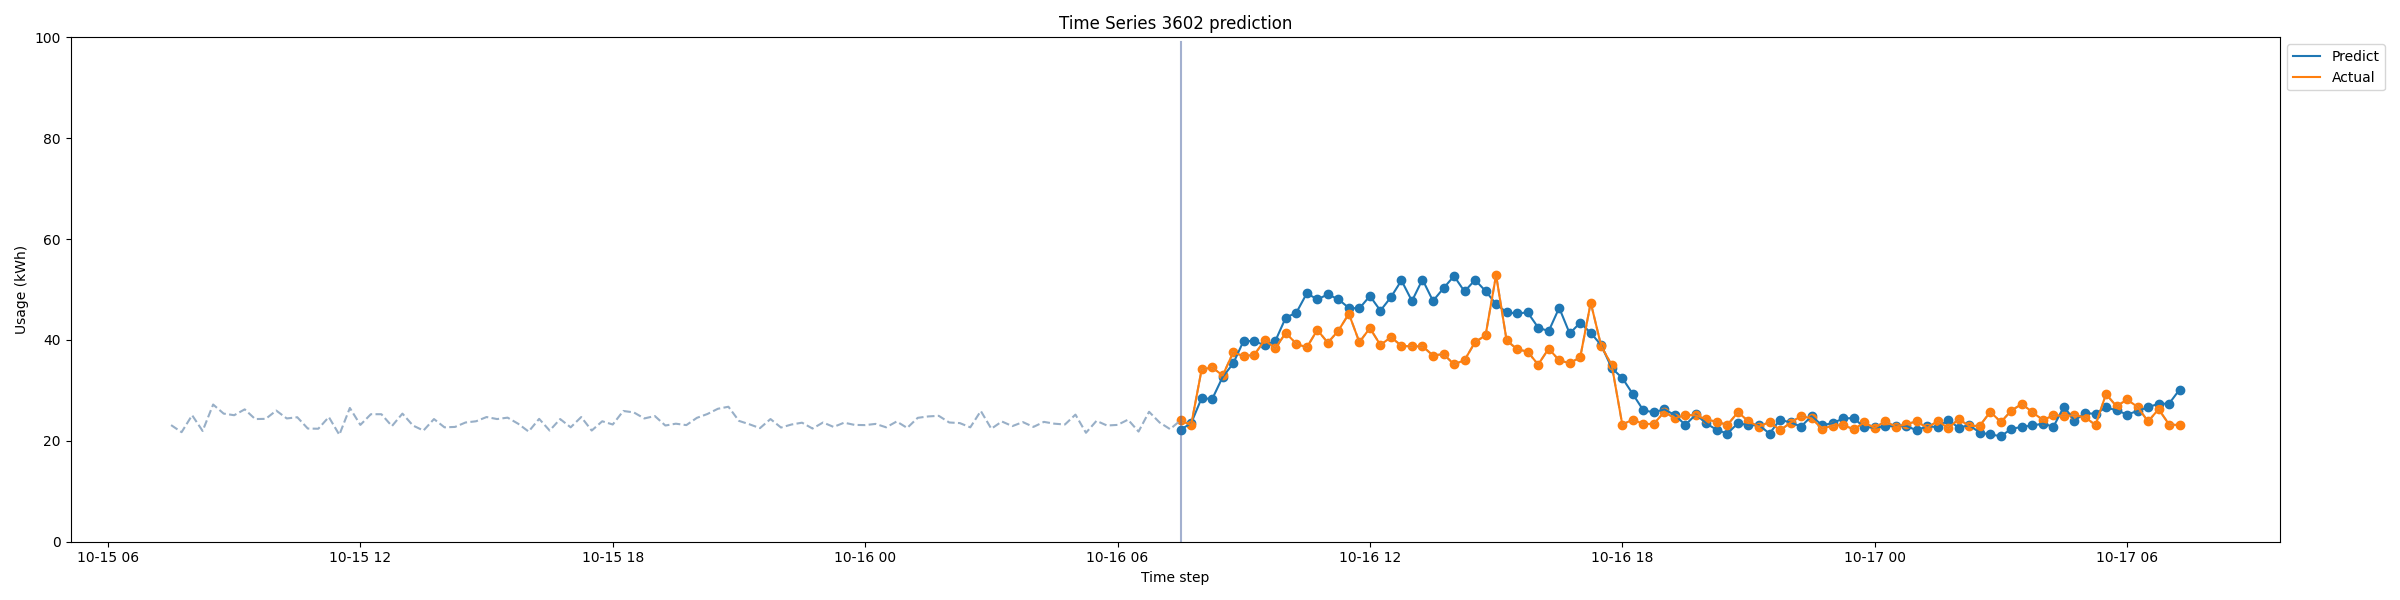 Time Series 3602 prediction
100
80
60
40
20
0
Usage (kWh)
Predict
Actual
10-15 06 10-15 12 10-15 18 10-16 00 10-16 06 10-16 12 10-16 18 10-17 00 10-17 06
Time step